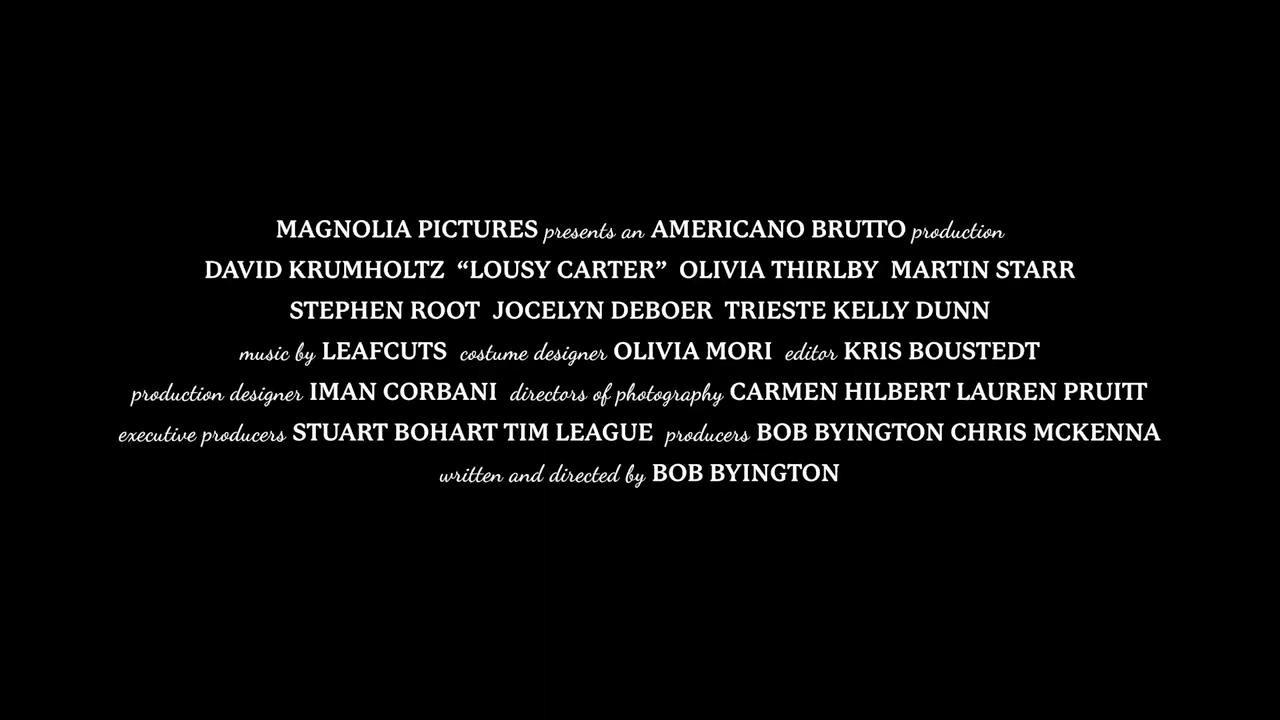 MAGNOLIA PICTURES presents an AMERICANO BRUTTO production
DAVID KRUMHOLTZ “LOUSY CARTER” OLIVIA THIRLBY MARTIN STARR
STEPHEN ROOT JOCELYN DEBOER TRIESTE KELLY DUNN
music by LEAFCUTS costume designer OLIVIA MORI editor KRIS BOUSTEDT
production designer IMAN CORBANI directors of photography CARMEN HILBERT LAUREN PRUITT
executive producers STUART BOHART TIM LEAGUE producers BOB BYINGTON CHRIS MCKENNA
written and directed by BOB BYINGTON